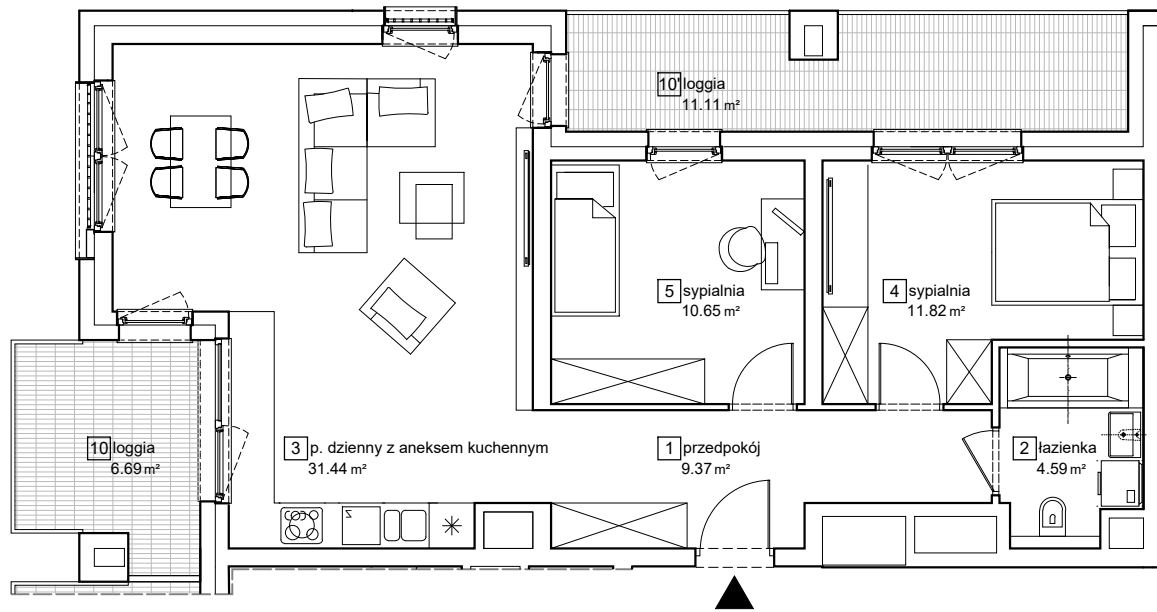 10' loggia
11.11 m²
5 sypialnia
10.65 m²
4 sypialnia
11.82 m²
10 loggia
6.69 m²
3 p. dzienny z aneksem kuchennym
31.44 m²
1 przedpokój
9.37 m²
2 łazienka
4.59 m²
Z